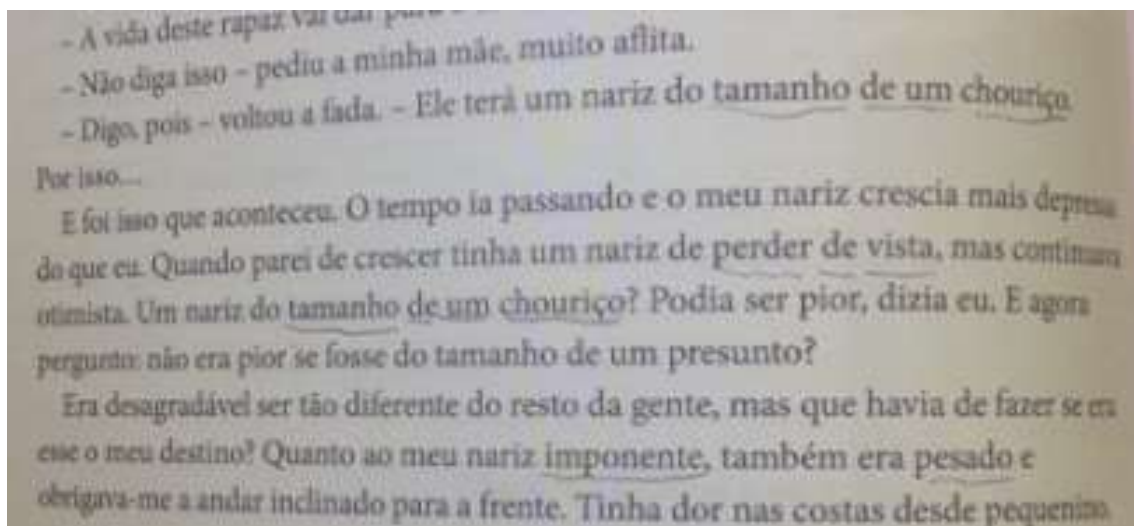 – A vida deste rapaz vai dar para o
– Não diga isso – pediu a minha mãe, muito aflita.
– Digo, pois – voltou a fada. – Ele terá um nariz do tamanho de um chouriço.
Por isso...
E foi isso que aconteceu. O tempo ia passando e o meu nariz crescia mais depressa
do que eu. Quando parei de crescer tinha um nariz de perder de vista, mas continuava
otimista. Um nariz do tamanho de um chouriço? Podia ser pior, dizia eu. E agora
pergunto: não era pior se fosse do tamanho de um presunto?
Era desagradável ser tão diferente do resto da gente, mas que havia de fazer se era
esse o meu destino? Quanto ao meu nariz imponente, também era pesado e
obrigava-me a andar inclinado para a frente. Tinha dor nas costas desde pequenino.